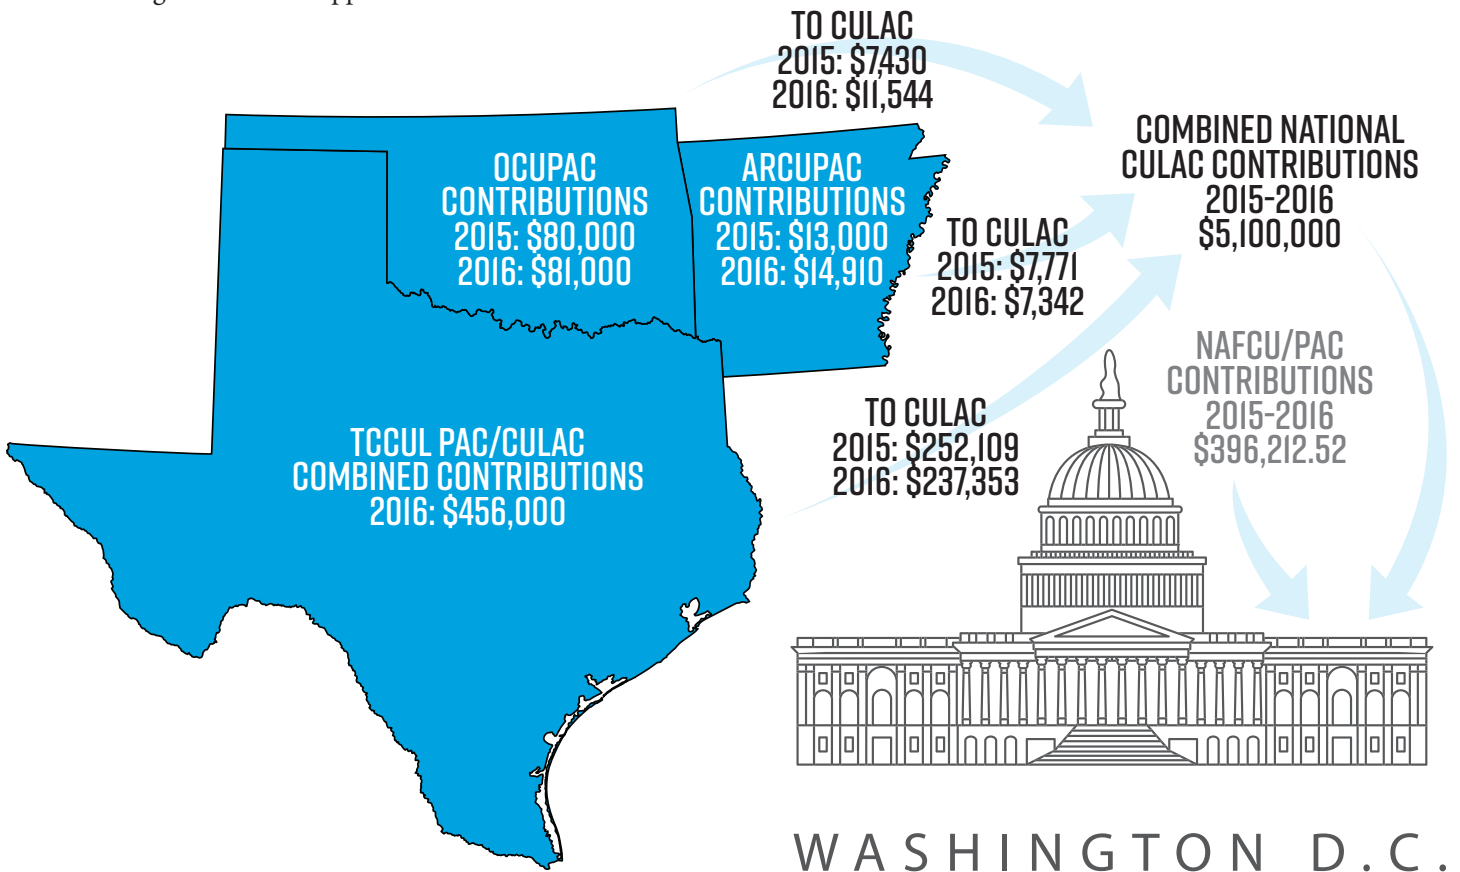 TO CULAC
2015: $7,430
2016: $11,544
OCUPAC
CONTRIBUTIONS
2015: $80,000
2016: $81,000
ARCUPAC
CONTRIBUTIONS
2015: $13,000
2016: $14,910
TO CULAC
2015: $7,771
2016: $7,342
COMBINED NATIONAL
CULAC CONTRIBUTIONS
2015-2016
$5,100,000
NAFCU/PAC
CONTRIBUTIONS
2015-2016
$396,212.52
TCCUL PAC/CULAC
COMBINED CONTRIBUTIONS
2016: $456,000
TO CULAC
2015: $252,109
2016: $237,353
WASHINGTON D.C.